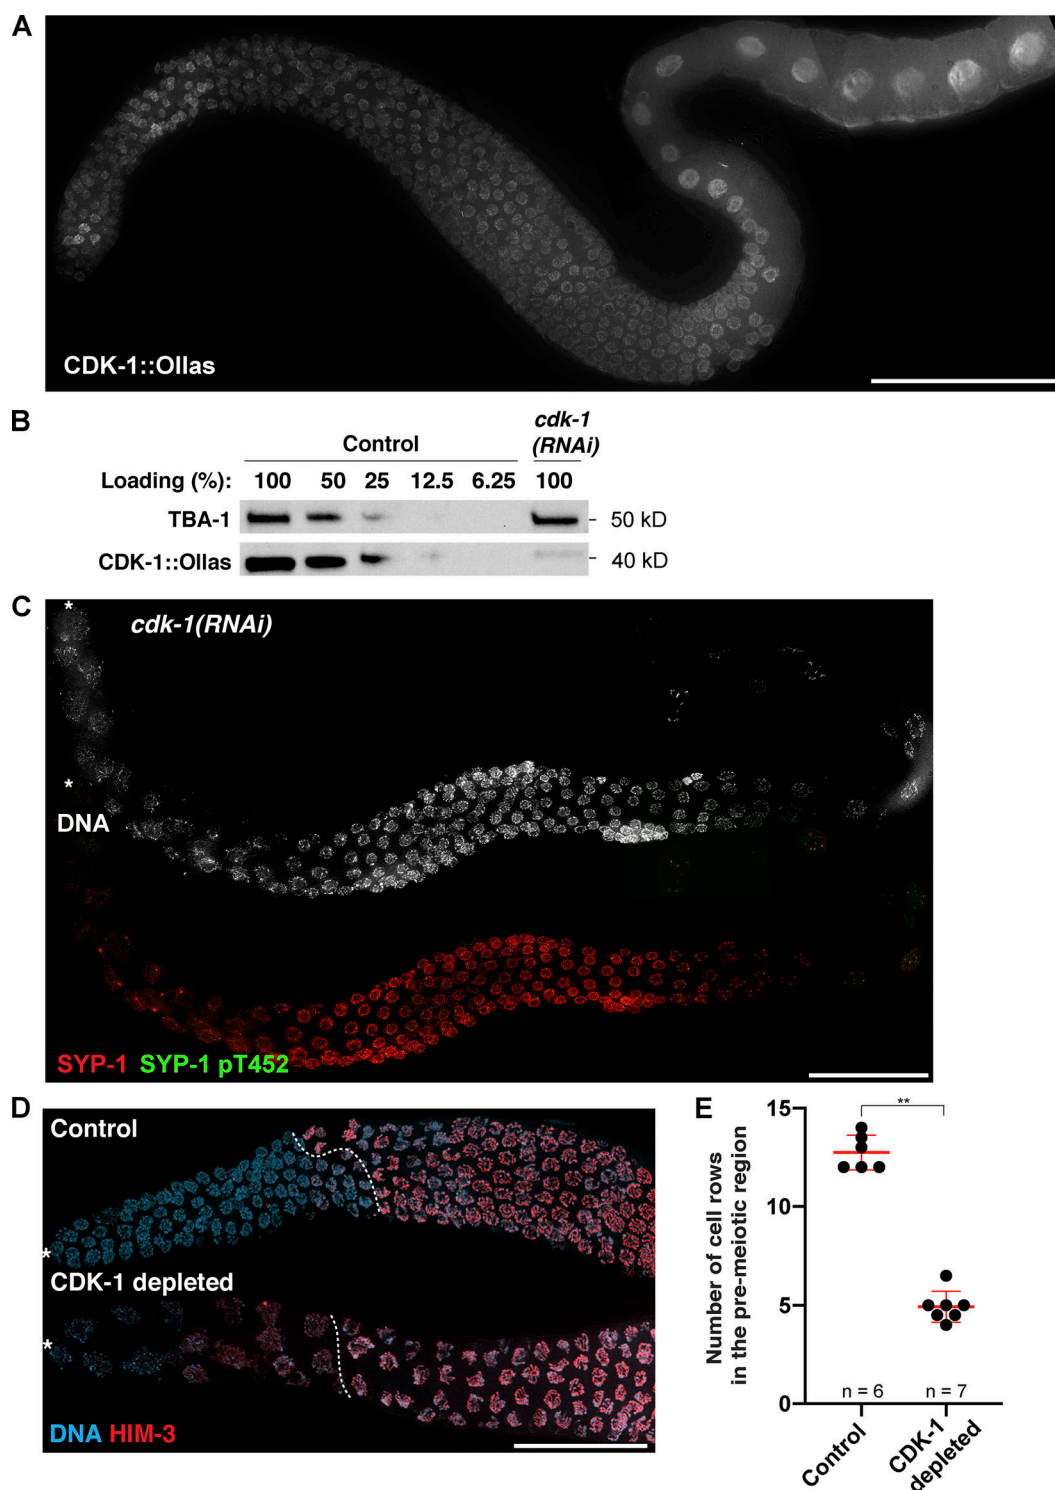 A
CDK-1::Ollas
B
cdk-1
(RNAi)
Control
Loading (%): 100 50 25 12.5 6.25 100
TBA-1 - 50 kD
CDK-1::Ollas - 40 kD
C
*
cdk-1(RNAi)
*
DNA
SYP-1 SYP-1 pT452
D
Control
*
CDK-1 depleted
*
DNA HIM-3
E
**
Number of cell rows
in the pre-meiotic region
15
10
5
0
n = 6 n = 7
Control
CDK-1
depleted